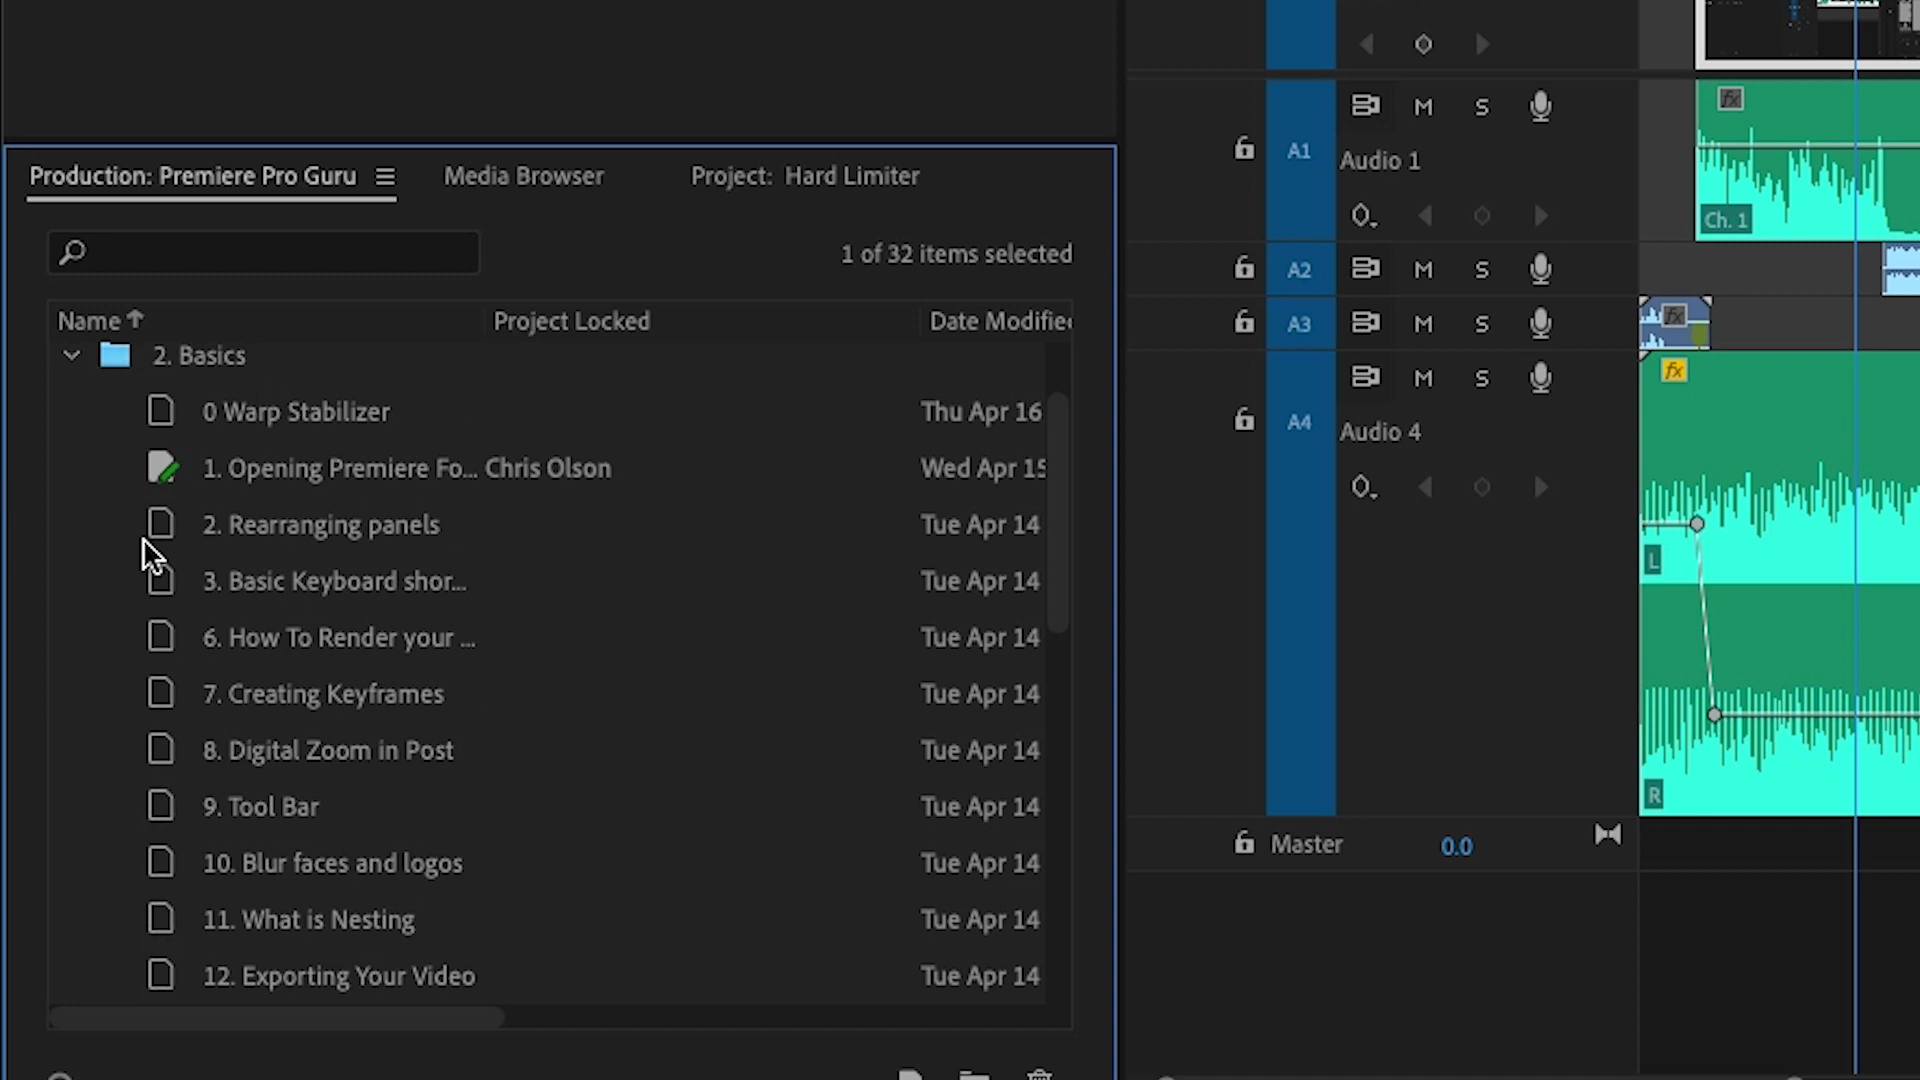 Production: Premiere Pro Guru
Media Browser
Project: Hard Limiter
1 of 32 items selected
Name
Project Locked
Date Modified
2. Basics
0 Warp Stabilizer
Thu Apr 16
1. Opening Premiere Fo... Chris Olson
Wed Apr 15
2. Rearranging panels
Tue Apr 14
3. Basic Keyboard shor...
Tue Apr 14
6. How To Render your ...
Tue Apr 14
7. Creating Keyframes
Tue Apr 14
8. Digital Zoom in Post
Tue Apr 14
9. Tool Bar
Tue Apr 14
10. Blur faces and logos
Tue Apr 14
11. What is Nesting
Tue Apr 14
12. Exporting Your Video
Tue Apr 14
A1
M S
Audio 1
fx
Ch. 1
A2
M S
A3
M S
fx
A4
M S
Audio 4
fx
L
R
Master
0.0